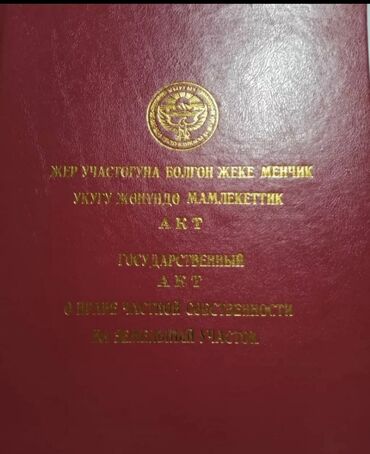 ЖЕР УЧАСТОГУНА БОЛГОН ЖЕКЕ МЕНЧИК
УКУГУ ЖӨНҮНДӨ МАМЛЕКЕТТИК
АКТ
ГОСУДАРСТВЕННЫЙ
АКТ
О ПРАВЕ ЧАСТНОЙ СОБСТВЕННОСТИ
НА ЗЕМЕЛЬНЫЙ УЧАСТОК